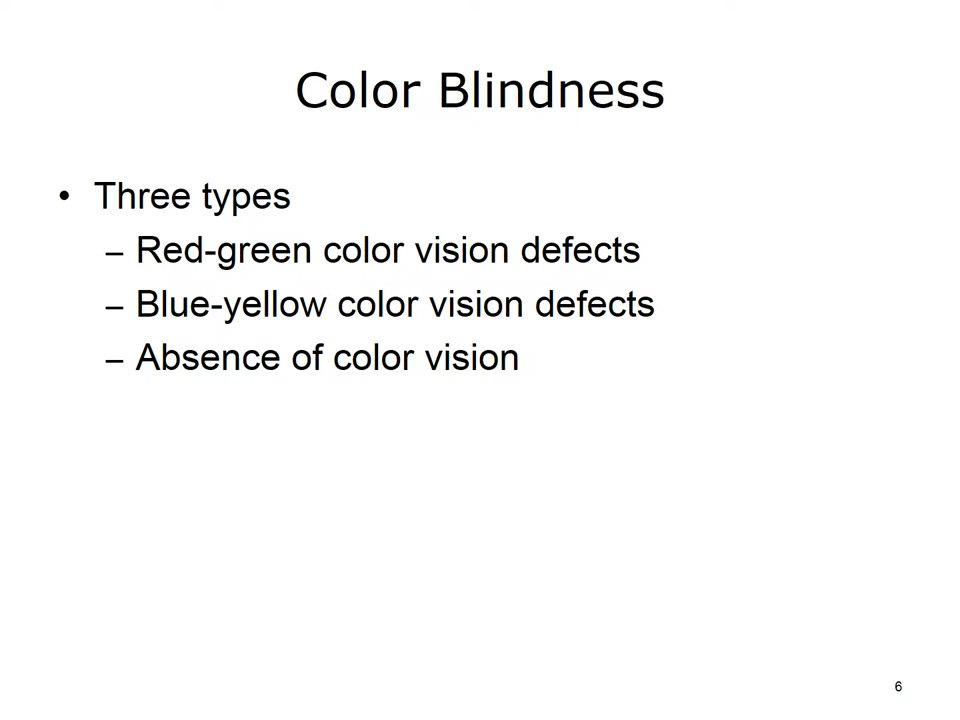 Color Blindness
• Three types
– Red-green color vision defects
– Blue-yellow color vision defects
– Absence of color vision
6